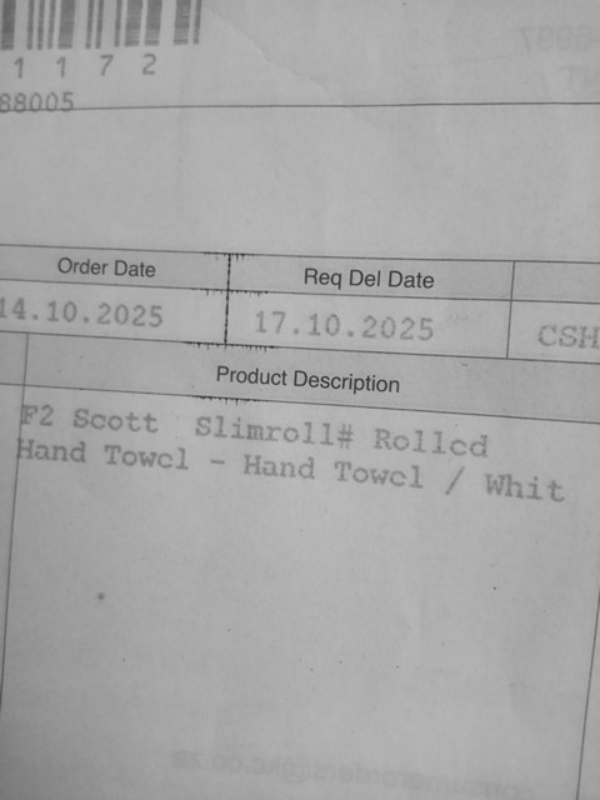 1 1 7 2
88005
Order Date
Req Del Date
14.10.2025
17.10.2025
CSH
Product Description
F2 Scott Slimroll# Rolled
Hand Towel - Hand Towel / Whit